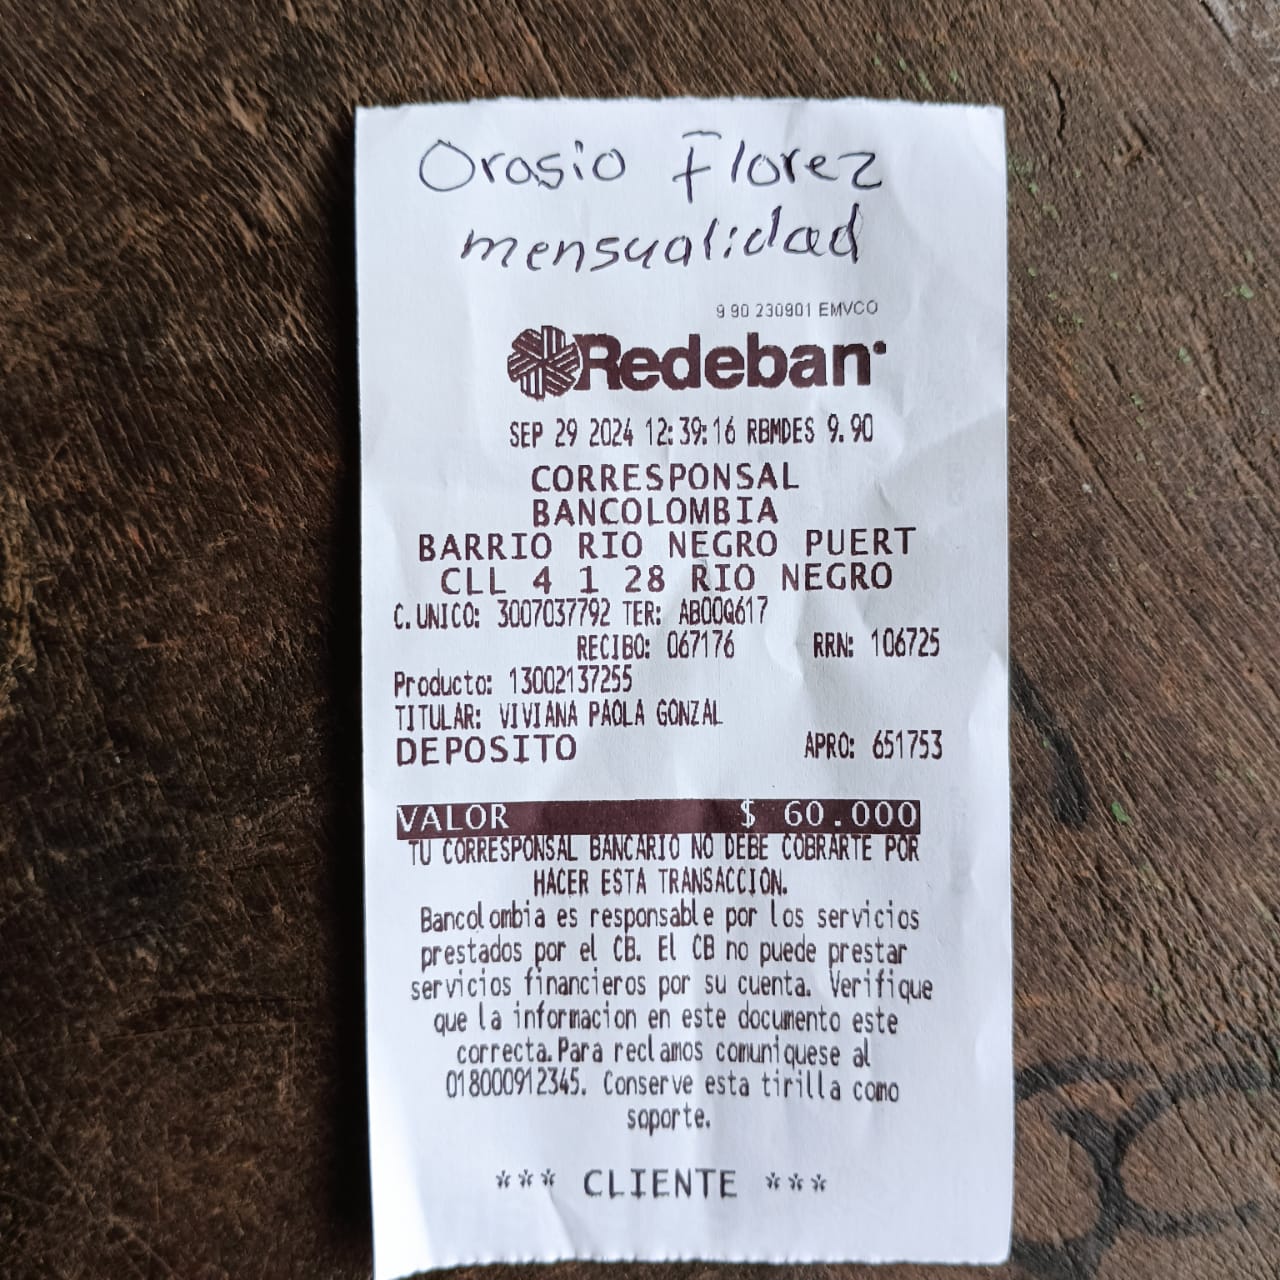 Orasio Florez
mensualidad
9 90 230901 EMVCO
Redeban
SEP 29 2024 12:39:16 RBMDES 9.90
CORRESPONSAL
BANCOLOMBIA
BARRIO RIO NEGRO PUERT
CLL 4 1 28 RIO NEGRO
C.UNICO: 3007037792 TER: AB00Q617
RECIBO: 067176 RRN: 106725
Producto: 13002137255
TITULAR: VIVIANA PAOLA GONZAL
DEPOSITO APRO: 651753
VALOR $ 60.000
TU CORRESPONSAL BANCARIO NO DEBE COBRARTE POR
HACER ESTA TRANSACCION.
Bancolombia es responsable por los servicios
prestados por el CB. El CB no puede prestar
servicios financieros por su cuenta. Verifique
que la informacion en este documento este
correcta.Para reclamos comuniquese al
018000912345. Conserve esta tirilla como
soporte.
*** CLIENTE ***